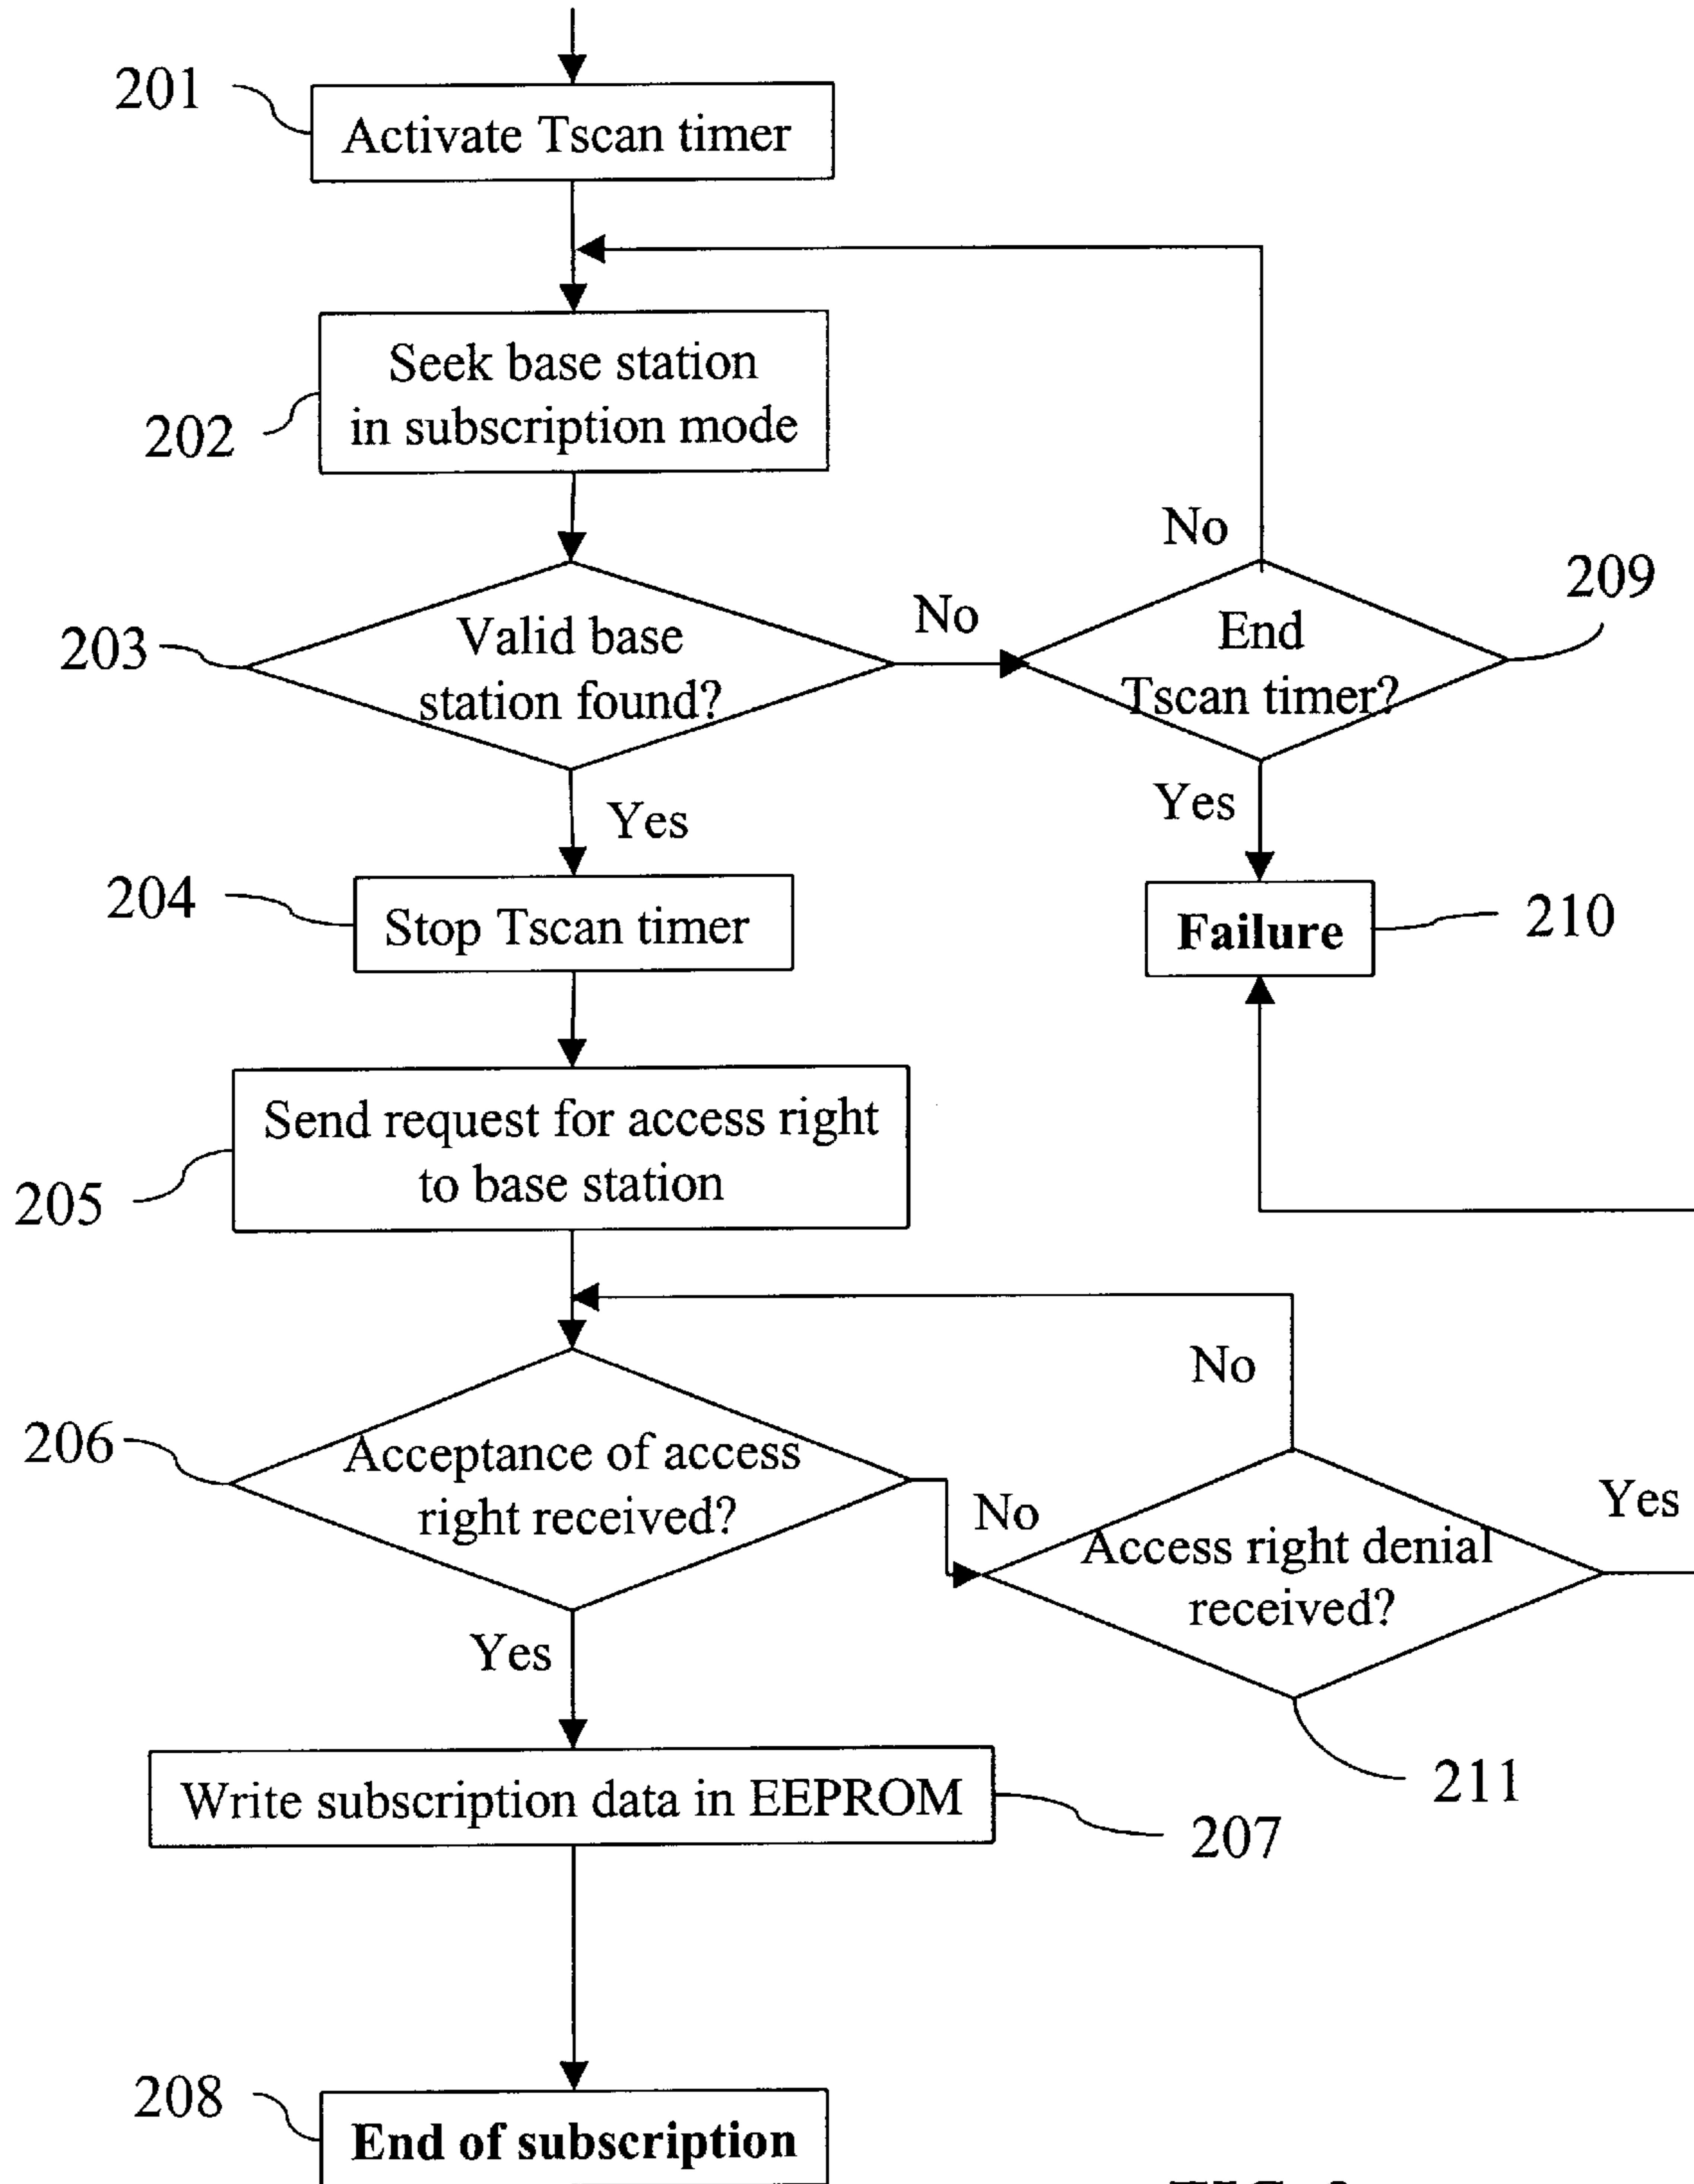 201
Activate Tscan timer
Seek base station
in subscription mode
202
No
209
203
Valid base
station found?
No
End
Tscan timer?
Yes
Yes
204
Stop Tscan timer
Failure
210
Send request for access right
to base station
205
No
206
Acceptance of access
right received?
No
Yes
Access right denial
received?
Yes
211
Write subscription data in EEPROM
207
208
End of subscription